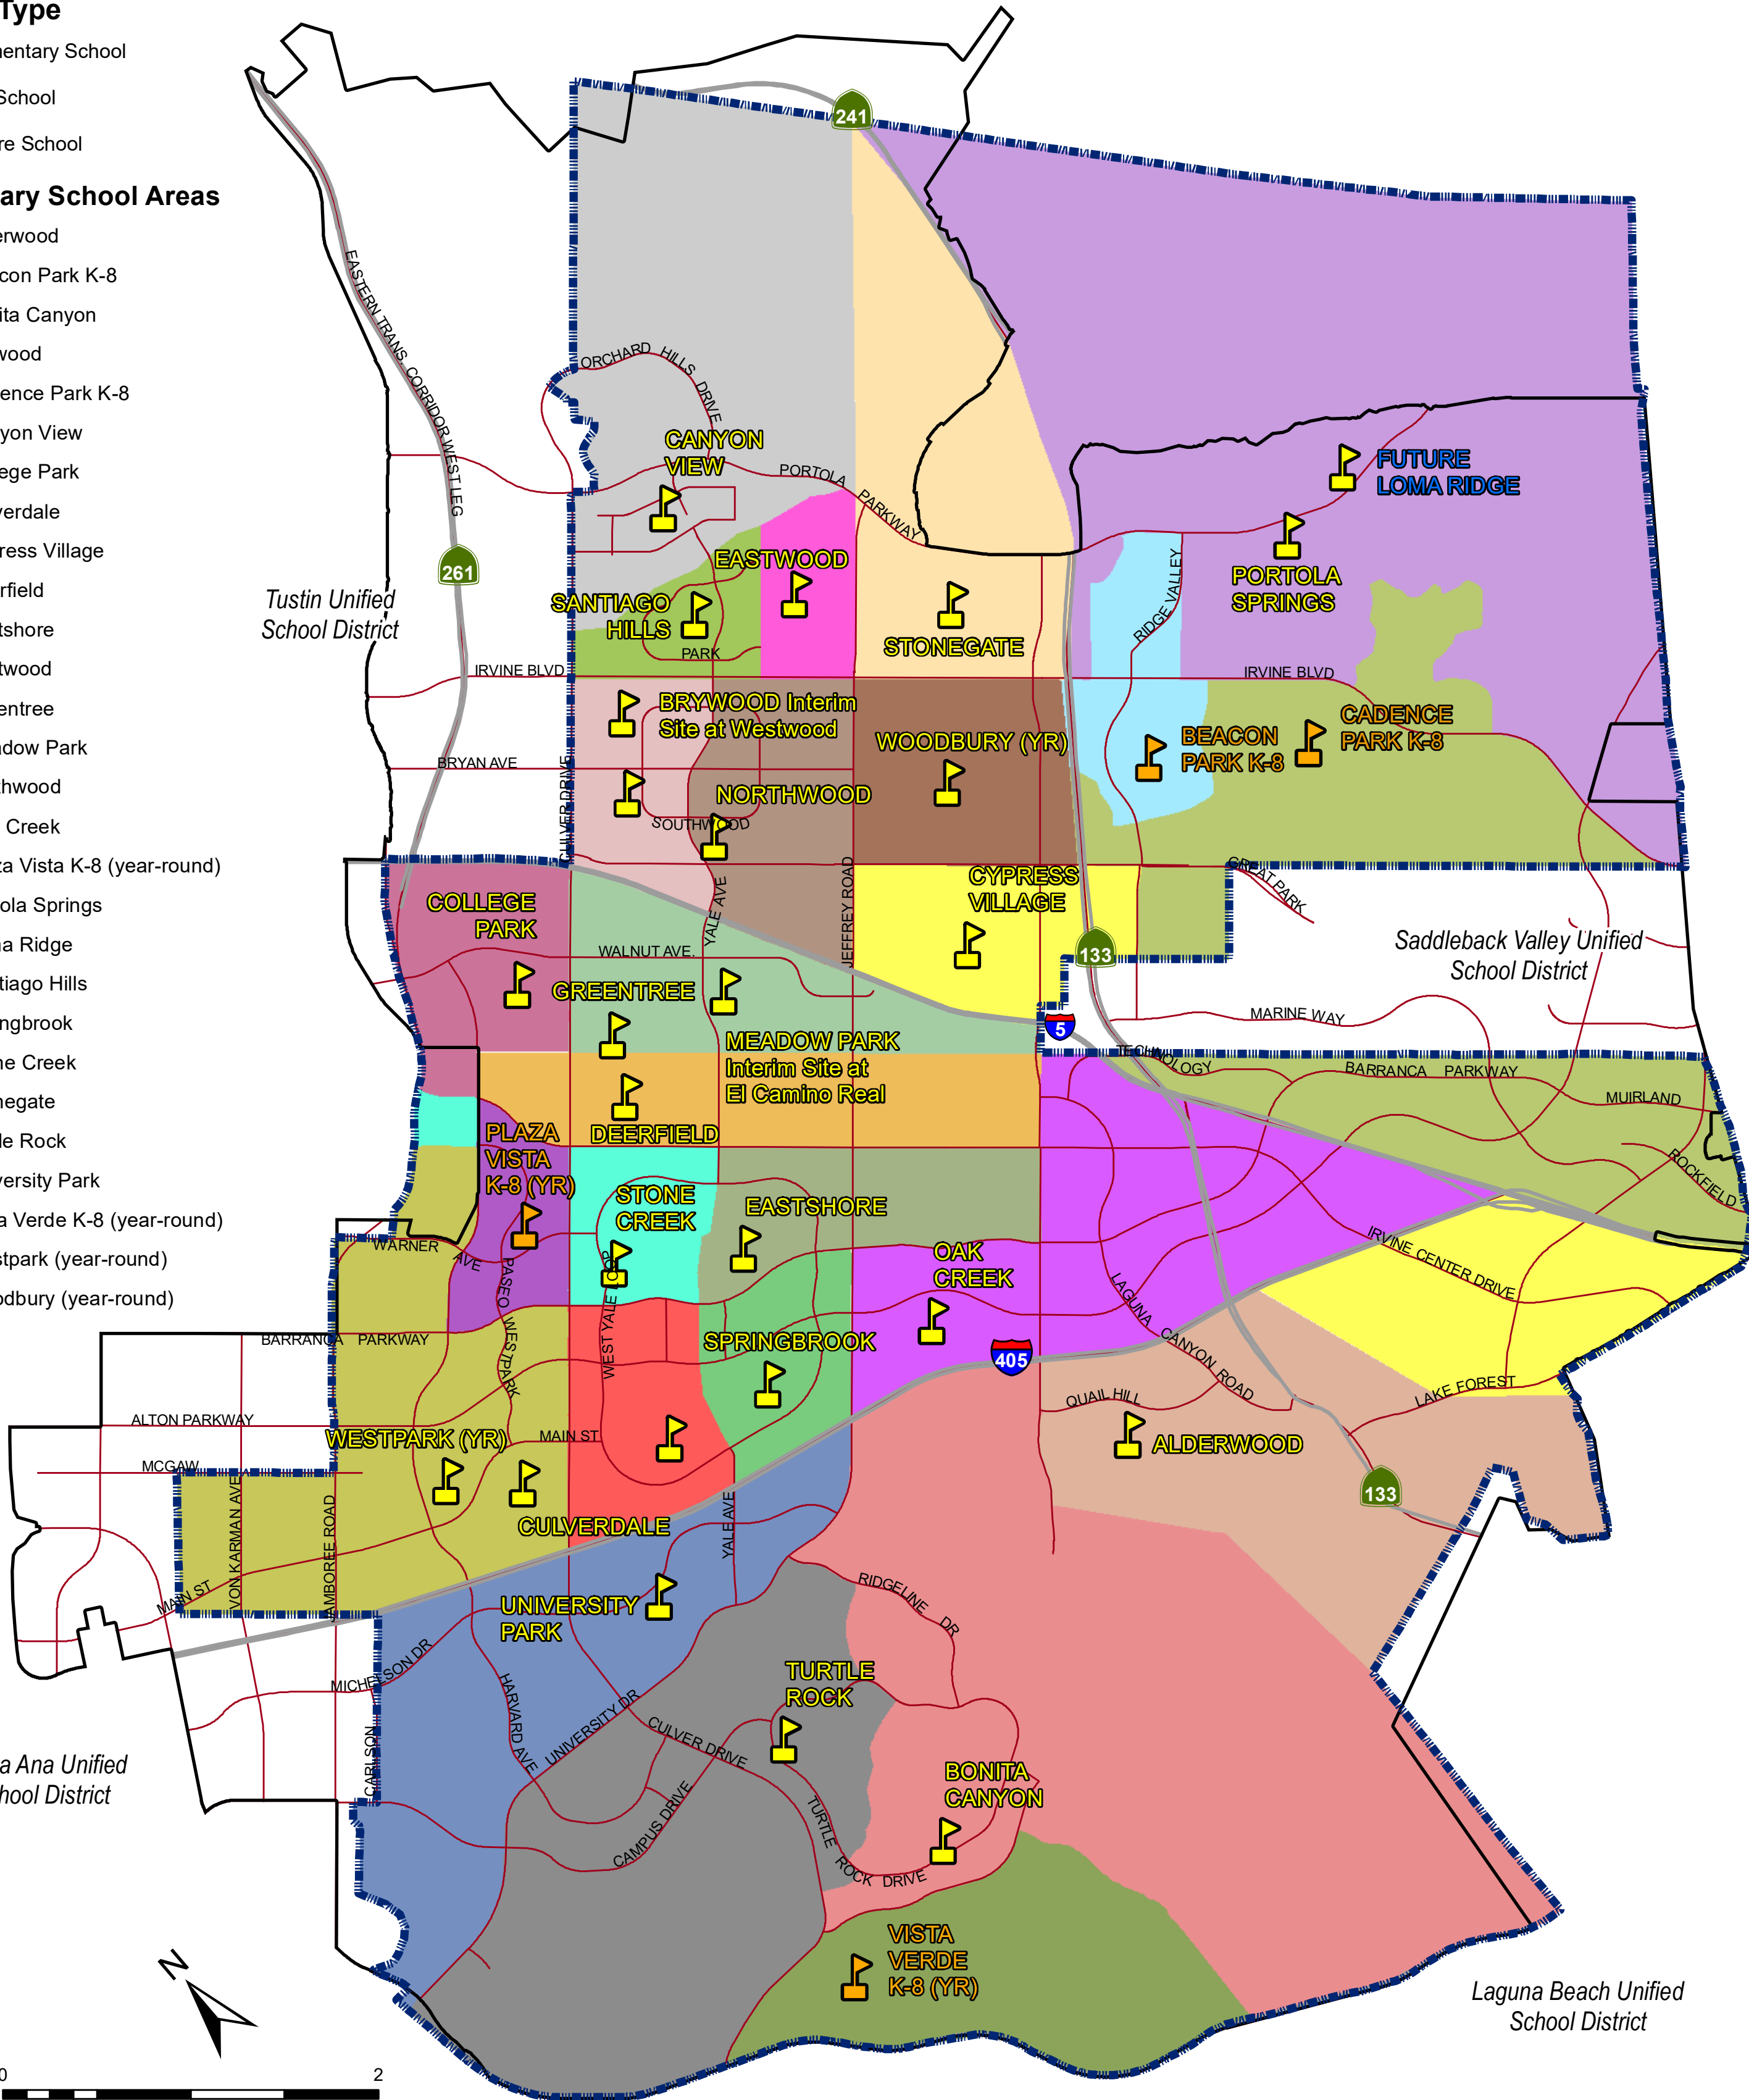 Type
mentary School
School
re School
ary School Areas
erwood
con Park K-8
ita Canyon
wood
ence Park K-8
yon View
ege Park
verdale
ress Village
rfield
tshore
twood
entree
adow Park
hwood
Creek
za Vista K-8 (year-round)
ola Springs
na Ridge
tiago Hills
ngbrook
ne Creek
negate
le Rock
versity Park
a Verde K-8 (year-round)
stpark (year-round)
odbury (year-round)
241
EASTERN TRANS. CORRIDOR WEST LEG
ORCHARD HILLS DRIVE
CANYON
VIEW
PORTOLA PARKWAY
FUTURE
LOMA RIDGE
261
EASTWOOD
PORTOLA
SPRINGS
Tustin Unified
School District
SANTIAGO
HILLS
RIDGE VALLEY
STONEGATE
PARK
IRVINE BLVD
IRVINE BLVD
BRYWOOD Interim
Site at Westwood
CADENCE
PARK K-8
WOODBURY (YR)
BEACON
PARK K-8
BRYAN AVE
CULVER DRIVE
NORTHWOOD
SOUTHWOOD
GREAT PARK
CYPRESS
VILLAGE
COLLEGE
PARK
YALE AVE
JEFFREY ROAD
WALNUT AVE.
133
Saddleback Valley Unified
School District
GREENTREE
MARINE WAY
5
MEADOW PARK
Interim Site at
El Camino Real
TECHNOLOGY
BARRANCA PARKWAY
MUIRLAND
DEERFIELD
PLAZA
VISTA
K-8 (YR)
ROCKFIELD
STONE
CREEK
EASTSHORE
WARNER AVE
OAK
CREEK
IRVINE CENTER DRIVE
PASEO WESTPARK
WEST YALE LOOP
LAGUNA CANYON ROAD
BARRANCA PARKWAY
SPRINGBROOK
405
QUAIL HILL
LAKE FOREST
ALTON PARKWAY
WESTPARK (YR)
MAIN ST
ALDERWOOD
MCGAW
133
VON KARMAN AVE
JAMBOREE ROAD
CULVERDALE
YALE AVE
MAIN ST
UNIVERSITY
PARK
RIDGELINE DR
MICHELSON DR
TURTLE
ROCK
HARVARD AVE
UNIVERSITY DR
CULVER DRIVE
CARLSON
a Ana Unified
hool District
BONITA
CANYON
CAMPUS DRIVE
TURTLE ROCK DRIVE
VISTA
VERDE
K-8 (YR)
N
Laguna Beach Unified
School District
0 2